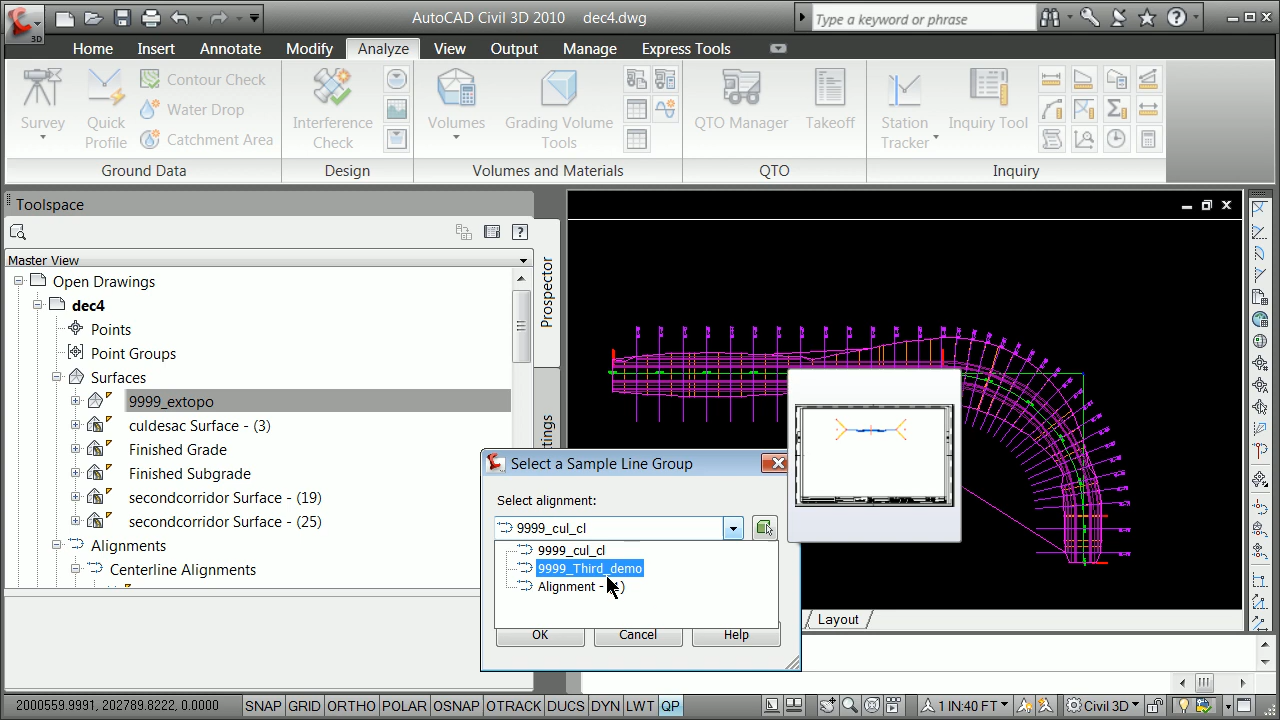 AutoCAD Civil 3D 2010 dec4.dwg
Type a keyword or phrase
3D
Home Insert Annotate Modify Analyze View Output Manage Express Tools
Survey
Quick Profile
Contour Check
Water Drop
Catchment Area
Interference Check
Grading Volume Tools
QTO Manager
Takeoff
Station Tracker
Inquiry Tool
Ground Data
Design
Volumes and Materials
QTO
Inquiry
Toolspace
Master View
Open Drawings
dec4
Points
Point Groups
Surfaces
9999_extopo
culdesac Surface - (3)
Finished Grade
Finished Subgrade
secondcorridor Surface - (19)
secondcorridor Surface - (25)
Alignments
Centerline Alignments
Prospector
Select a Sample Line Group
Select alignment:
9999_cul_cl
9999_cul_cl
9999_Third_demo
Alignment -
OK Cancel Help
Layout
2000559.9991, 202789.8222, 0.0000
SNAP GRID ORTHO POLAR OSNAP OTRACK DUCS DYN LWT QP
1 IN:40 FT
Civil 3D